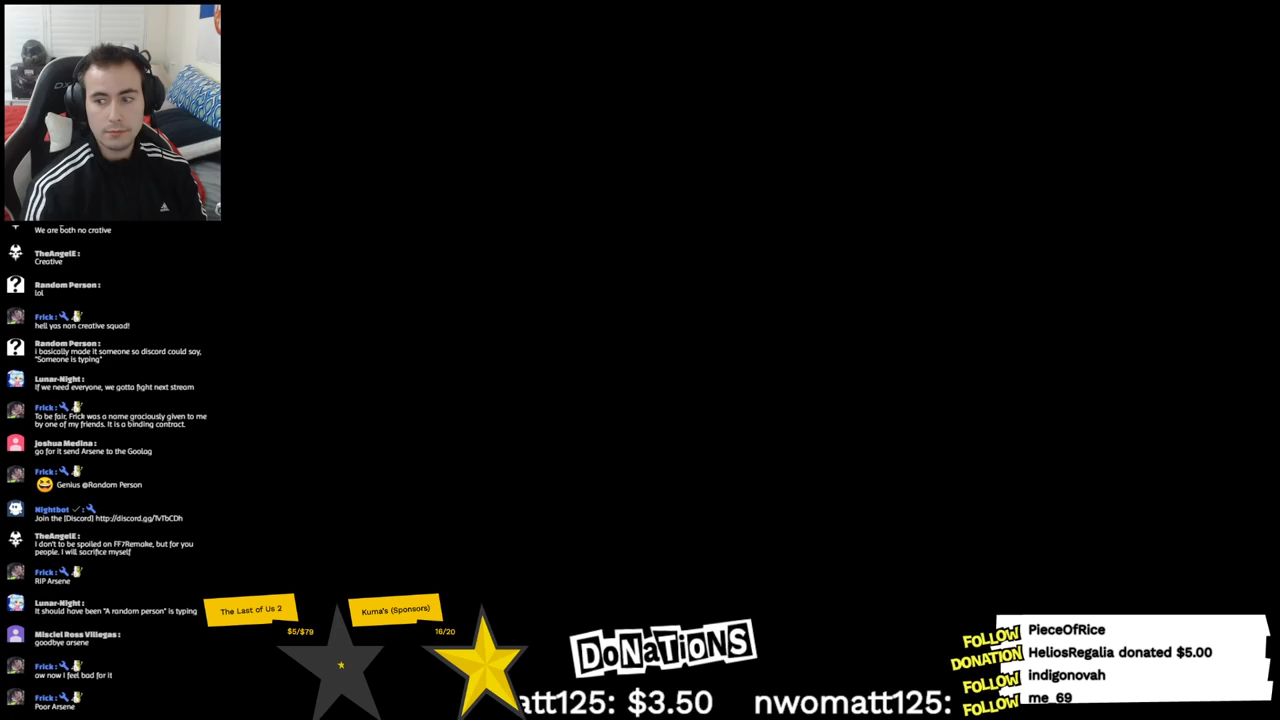 We are both no crative
TheAngelE :
Creative
Random Person :
lol
Frick :
hell yas non creative squad!
Random Person :
i basically made it someone so discord could say,
"Someone is typing"
Lunar-Night :
If we need everyone, we gotta fight next stream
Frick :
To be fair, Frick was a name graciously given to me
by one of my friends. It is a binding contract.
Joshua Medina :
go for it send Arsene to the Goolag
Frick :
Genius @Random Person
Nightbot ✓ :
Join the [Discord] http://discord.gg/1vTbCDh
TheAngelE :
I don't to be spoiled on FF7Remake, but for you
people. I will sacrifice myself
Frick :
RIP Arsene
Lunar-Night :
It should have been "A random person" is typing
Misciel Ross Villegas :
goodbye arsene
Frick :
ow now I feel bad for it
Frick :
Poor Arsene
The Last of Us 2
$5/$79
Kuma's (Sponsors)
16/20
DoNaTiONS
att125: $3.50 nwomatt125:
FOLLOW PieceOfRice
DONATION HeliosRegalia donated $5.00
FOLLOW indigonovah
FOLLOW me 69